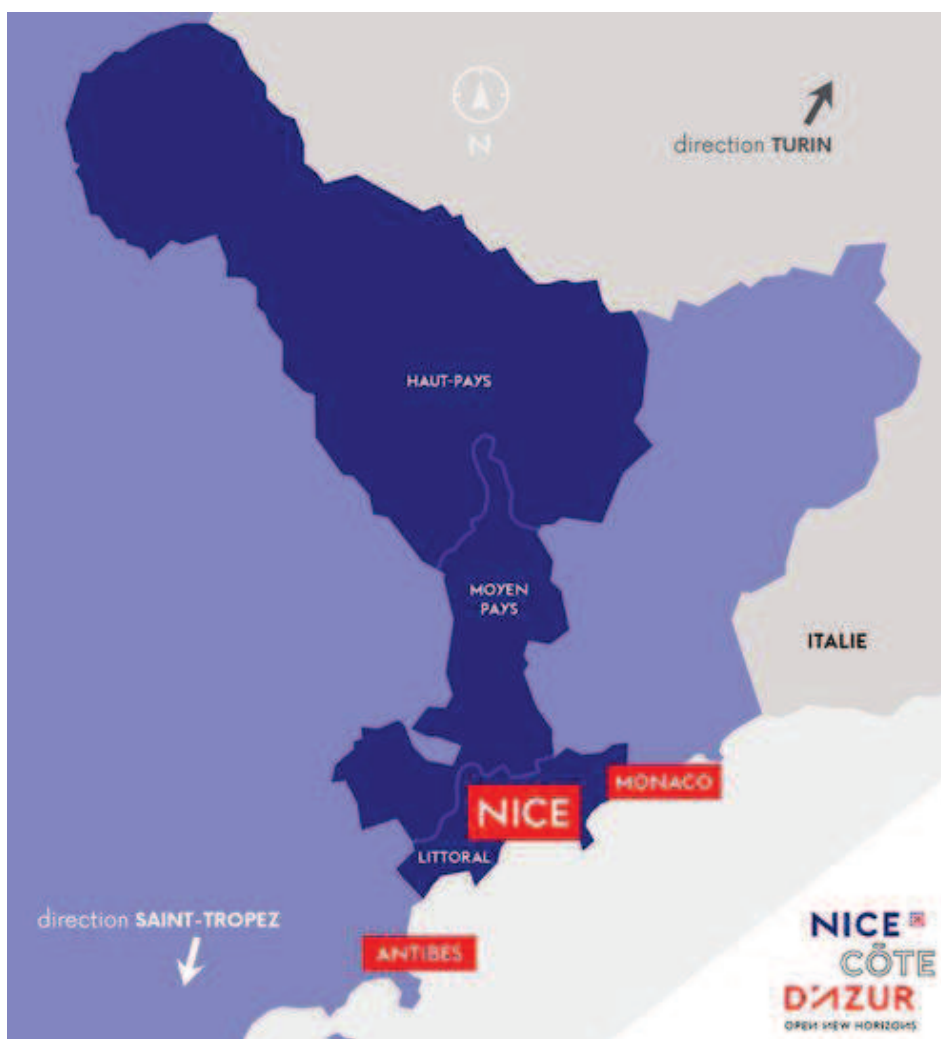 N
direction TURIN
HAUT-PAYS
MOYEN
PAYS
ITALIE
MONACO
NICE
LITTORAL
direction SAINT-TROPEZ
ANTIBES
NICE
CÔTE
D'AZUR
OPEN NEW HORIZONS